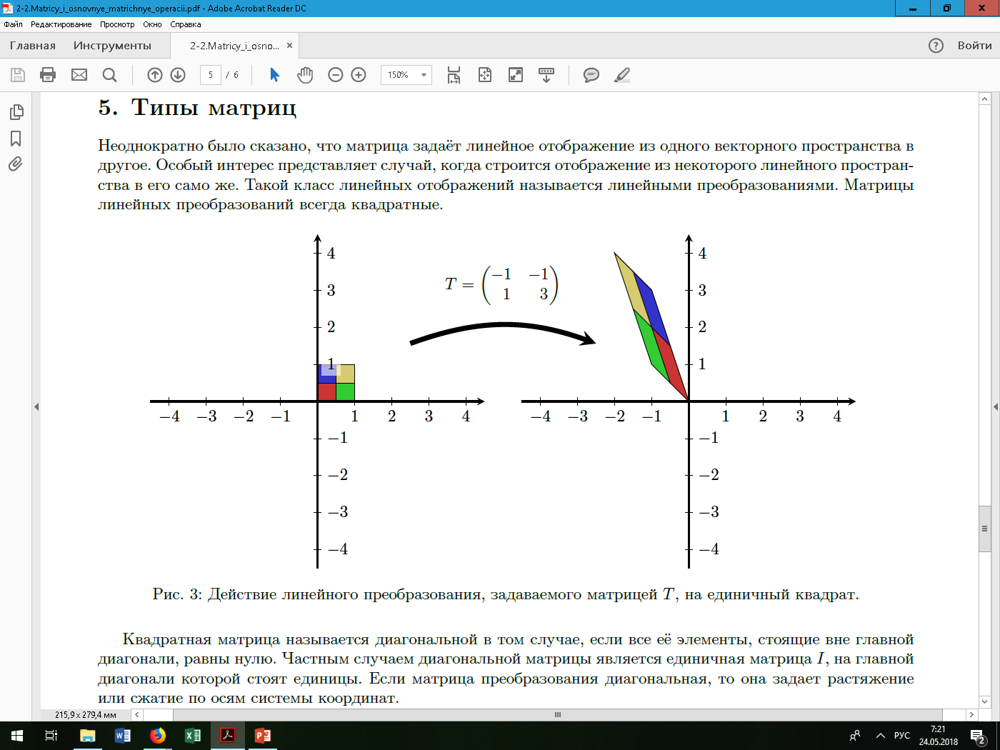 2-2.Matricy_i_osnovnye_matrichnye_operacii.pdf - Adobe Acrobat Reader DC
Файл Редактирование Просмотр Окно Справка
Главная Инструменты 2-2.Matricy_i_osno... × ? Войти
5 / 6 150%
5. Типы матриц
Неоднократно было сказано, что матрица задаёт линейное отображение из одного векторного пространства в
другое. Особый интерес представляет случай, когда строится отображение из некоторого линейного простран-
ства в его само же. Такой класс линейных отображений называется линейными преобразованиями. Матрицы
линейных преобразований всегда квадратные.
4
3
2
1
−4 −3 −2 −1 1 2 3 4
−1
−2
−3
−4
T = (−1 −1
1 3)
4
3
2
1
−4 −3 −2 −1 1 2 3 4
−1
−2
−3
−4
Рис. 3: Действие линейного преобразования, задаваемого матрицей T, на единичный квадрат.
Квадратная матрица называется диагональной в том случае, если все её элементы, стоящие вне главной
диагонали, равны нулю. Частным случаем диагональной матрицы является единичная матрица I, на главной
диагонали которой стоят единицы. Если матрица преобразования диагональная, то она задает растяжение
или сжатие по осям системы координат.
215,9 x 279,4 мм
РУС
7:21
24.05.2018
2